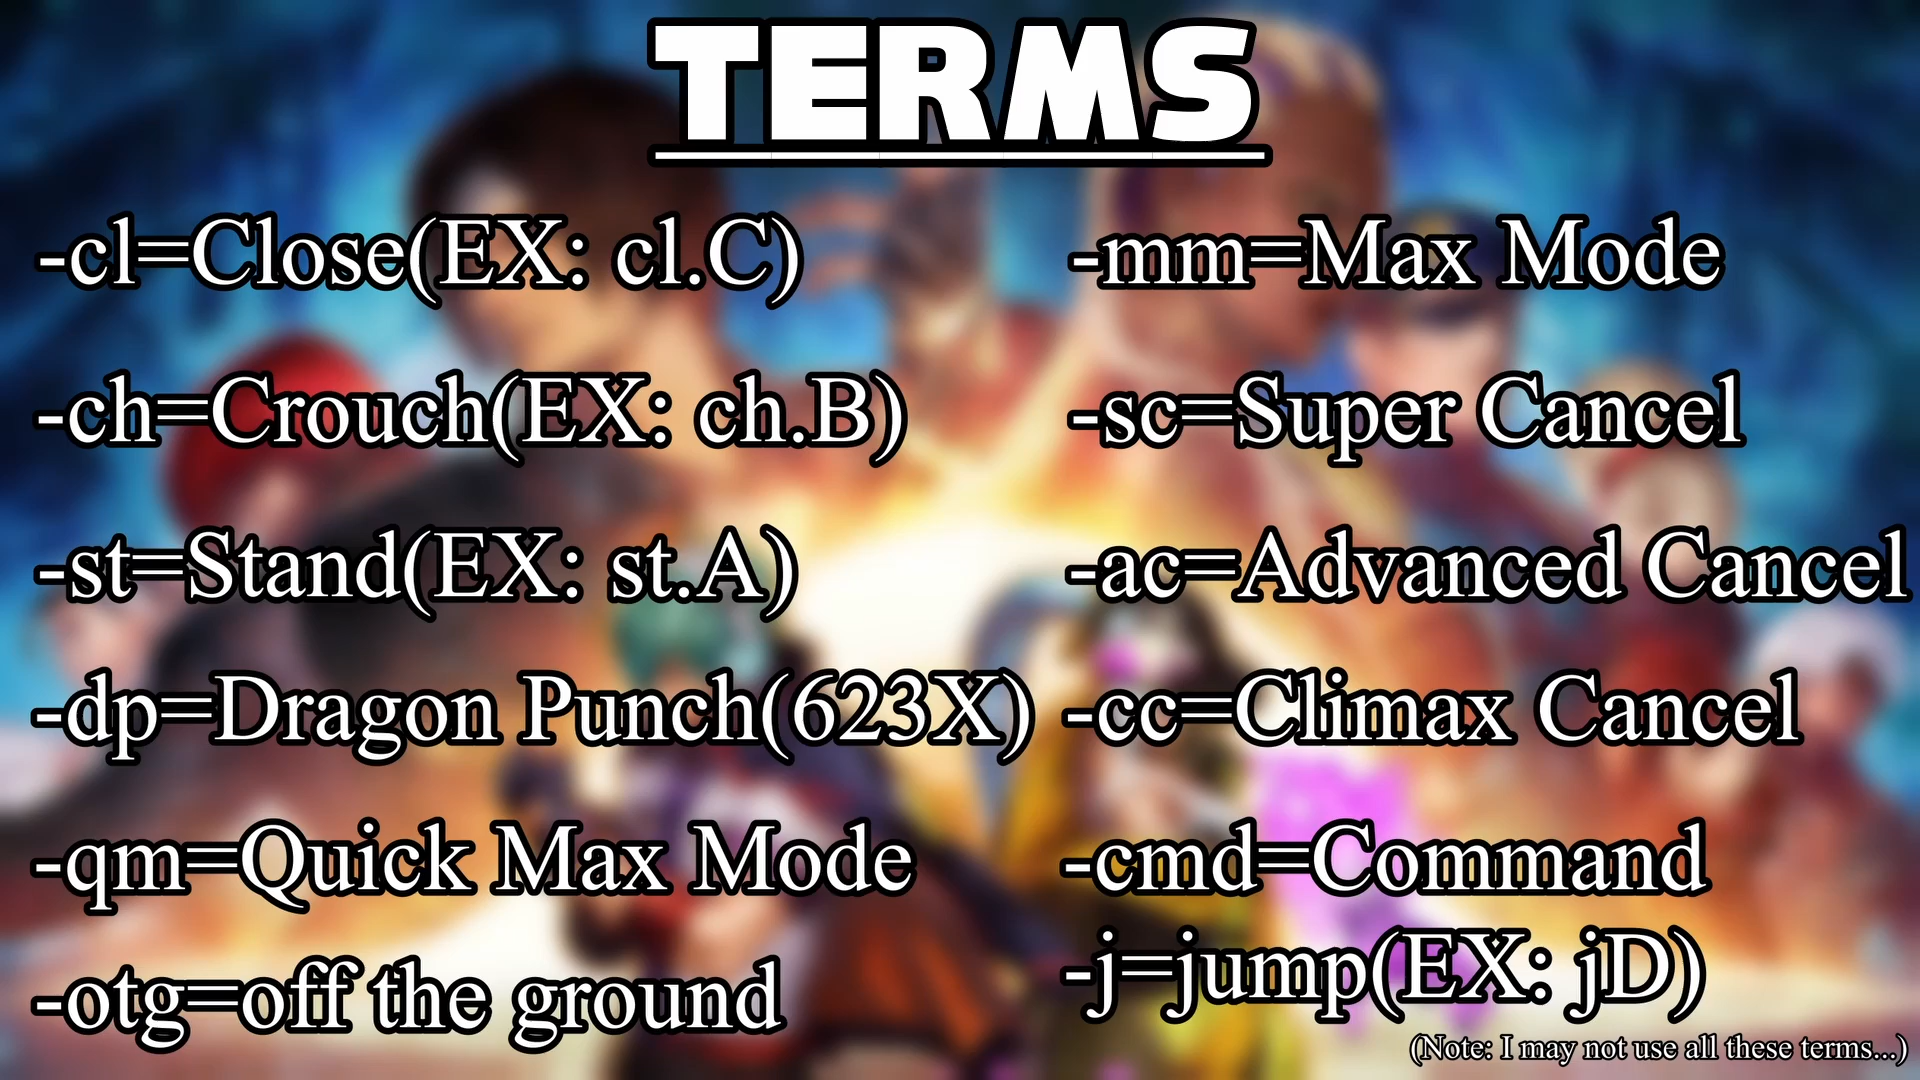 TERMS
-cl=Close(EX: cl.C)
-ch=Crouch(EX: ch.B)
-st=Stand(EX: st.A)
-dp=Dragon Punch(623X)
-qm=Quick Max Mode
-otg=off the ground
-mm=Max Mode
-sc=Super Cancel
-ac=Advanced Cancel
-cc=Climax Cancel
-cmd=Command
-j=jump(EX: jD)
(Note: I may not use all these terms...)